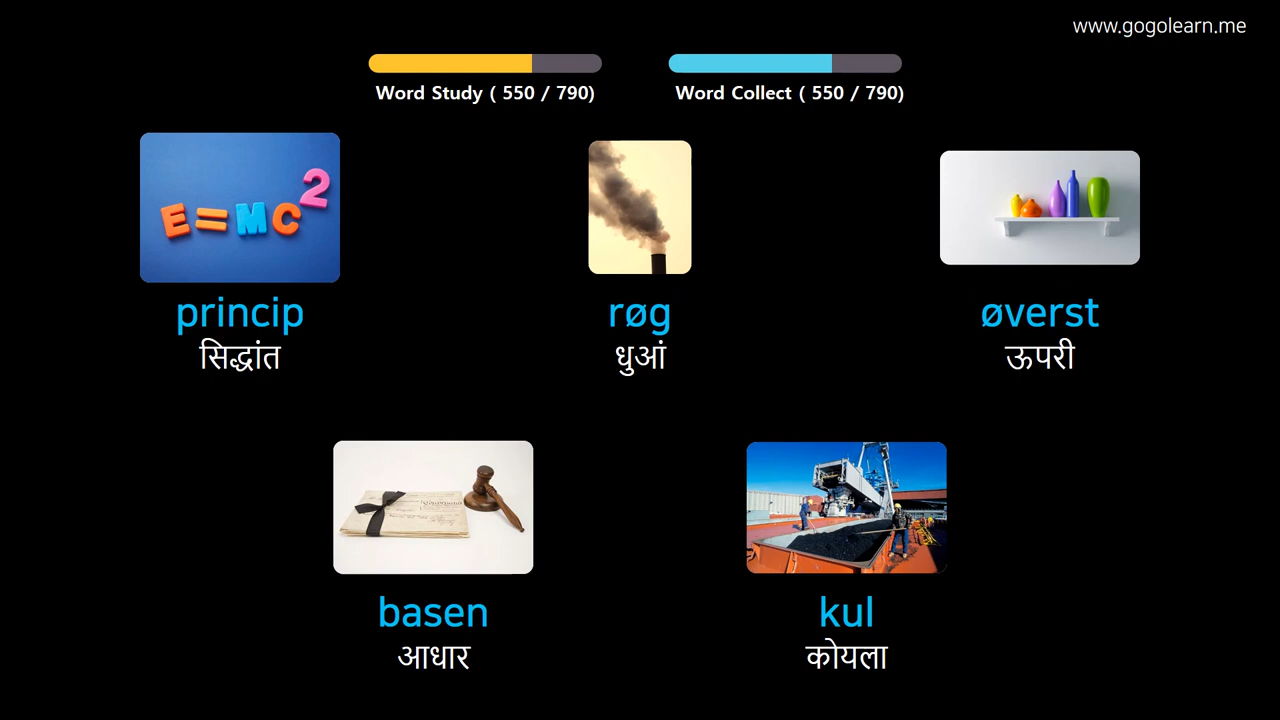 www.gogolearn.me
Word Study ( 550 / 790)
Word Collect ( 550 / 790)
E=MC2
princip
सिद्धांत
røg
धुआं
øverst
ऊपरी
basen
आधार
kul
कोयला